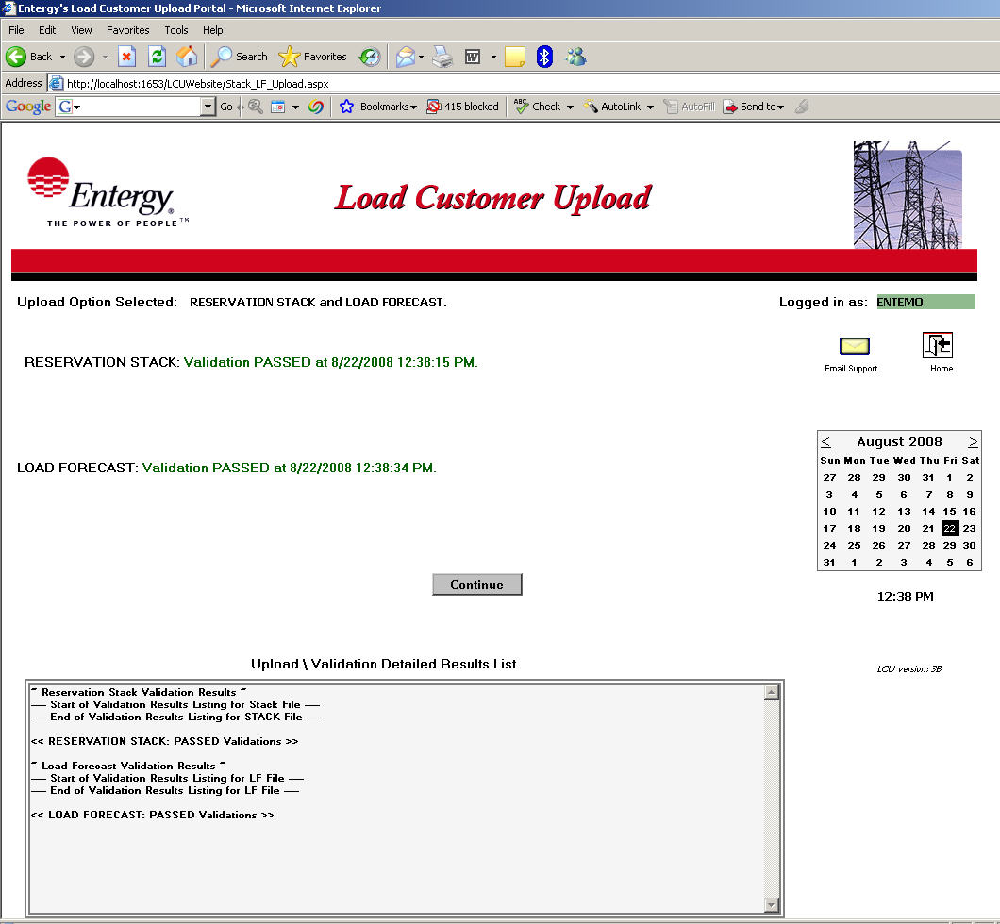 Entergy's Load Customer Upload Portal - Microsoft Internet Explorer
File Edit View Favorites Tools Help
Back Search Favorites
Address http://localhost:1653/LCUWebsite/Stack_LF_Upload.aspx
Google G Go Bookmarks 415 blocked ABC Check AutoLink AutoFill Send to
Entergy®
THE POWER OF PEOPLE™
Load Customer Upload
Upload Option Selected: RESERVATION STACK and LOAD FORECAST.
Logged in as: ENTEMO
RESERVATION STACK: Validation PASSED at 8/22/2008 12:38:15 PM.
Email Support Home
LOAD FORECAST: Validation PASSED at 8/22/2008 12:38:34 PM.
< August 2008 >
Sun Mon Tue Wed Thu Fri Sat
27 28 29 30 31 1 2
3 4 5 6 7 8 9
10 11 12 13 14 15 16
17 18 19 20 21 22 23
24 25 26 27 28 29 30
31 1 2 3 4 5 6
Continue
12:38 PM
Upload \ Validation Detailed Results List
LCU version: 3B
~ Reservation Stack Validation Results ~
--- Start of Validation Results Listing for Stack File ---
--- End of Validation Results Listing for STACK File ---
<< RESERVATION STACK: PASSED Validations >>
~ Load Forecast Validation Results ~
--- Start of Validation Results Listing for LF File ---
--- End of Validation Results Listing for LF File ---
<< LOAD FORECAST: PASSED Validations >>